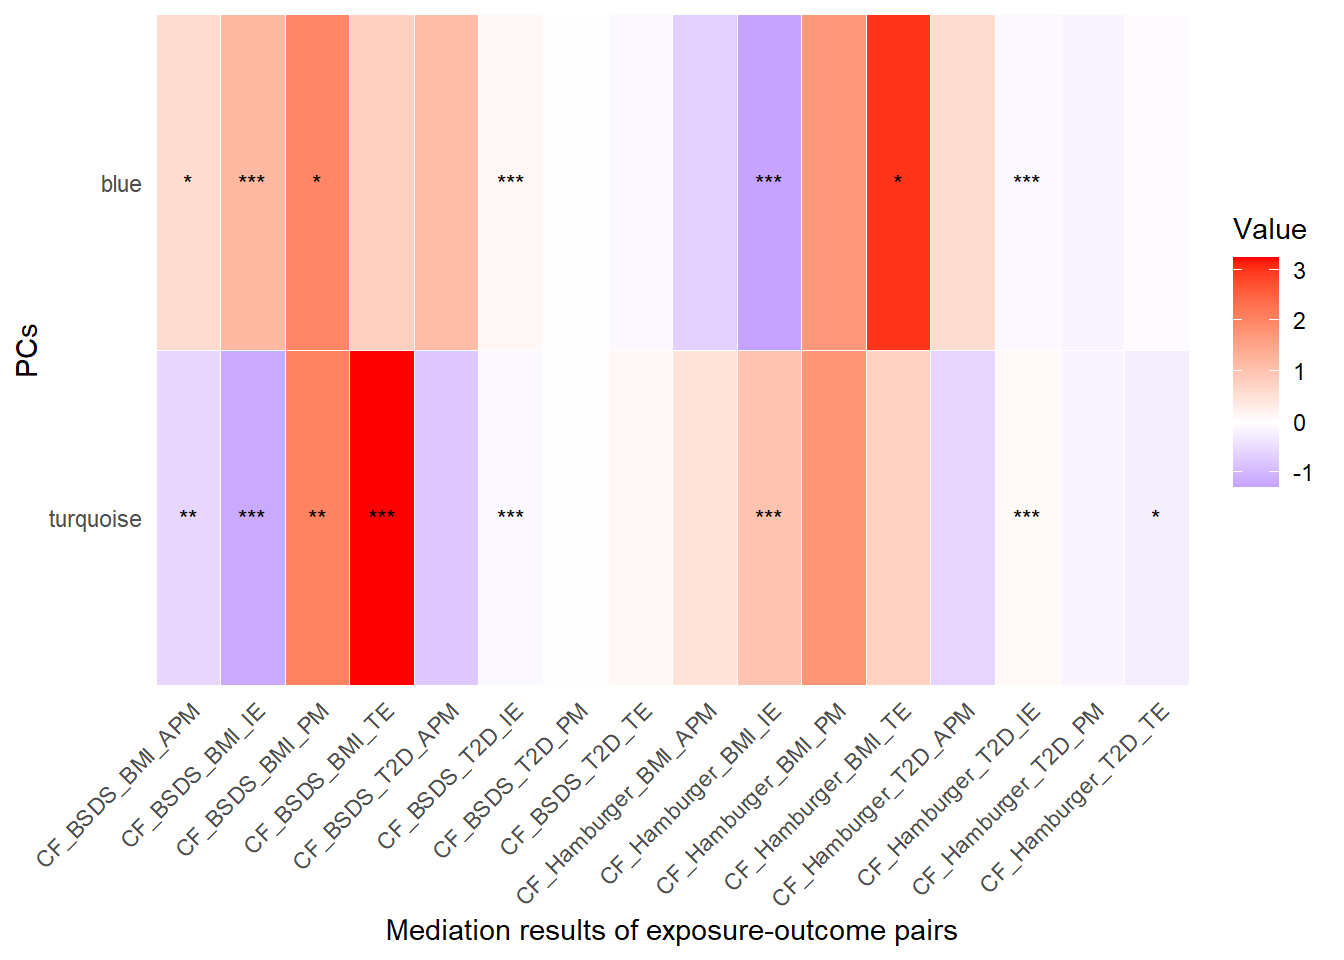 blue
* *** * *** *** * ***
turquoise
** *** ** *** *** *** *** *
PCs
CF_BSDS_BMI_APM
CF_BSDS_BMI_IE
CF_BSDS_BMI_PM
CF_BSDS_BMI_TE
CF_BSDS_T2D_APM
CF_BSDS_T2D_IE
CF_BSDS_T2D_PM
CF_BSDS_T2D_TE
CF_Hamburger_BMI_APM
CF_Hamburger_BMI_IE
CF_Hamburger_BMI_PM
CF_Hamburger_BMI_TE
CF_Hamburger_T2D_APM
CF_Hamburger_T2D_IE
CF_Hamburger_T2D_PM
CF_Hamburger_T2D_TE
Mediation results of exposure-outcome pairs
Value
3
2
1
0
-1